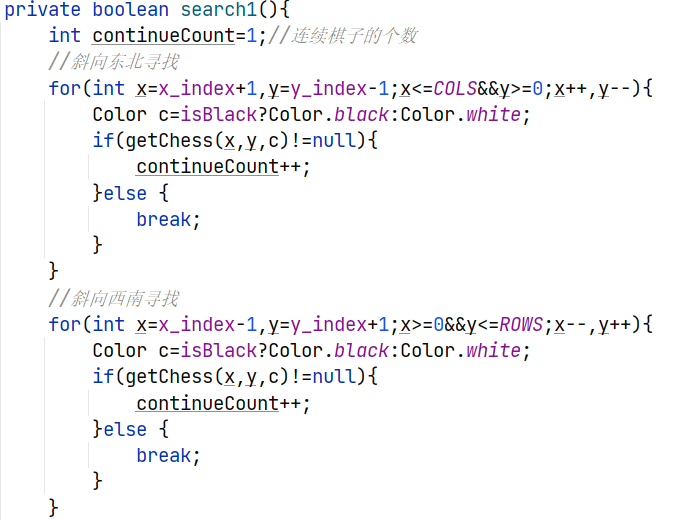 private boolean search1(){
    int continueCount=1;//连续棋子的个数
    //斜向东北寻找
    for(int x=x_index+1,y=y_index-1;x<=COLS&&y>=0;x++,y--){
        Color c=isBlack?Color.black:Color.white;
        if(getChess(x,y,c)!=null){
            continueCount++;
        }else {
            break;
        }
    }
    //斜向西南寻找
    for(int x=x_index-1,y=y_index+1;x>=0&&y<=ROWS;x--,y++){
        Color c=isBlack?Color.black:Color.white;
        if(getChess(x,y,c)!=null){
            continueCount++;
        }else {
            break;
        }
    }